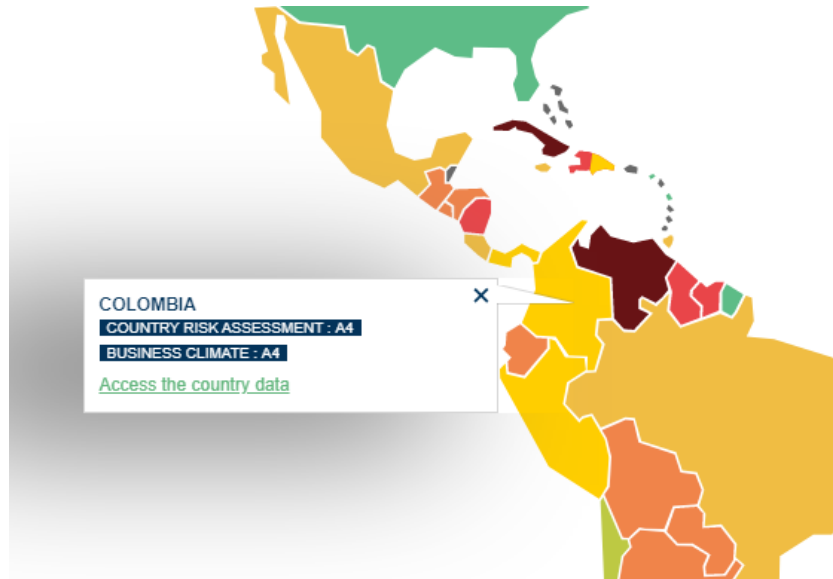 COLOMBIA
COUNTRY RISK ASSESSMENT : A4
BUSINESS CLIMATE : A4
Access the country data